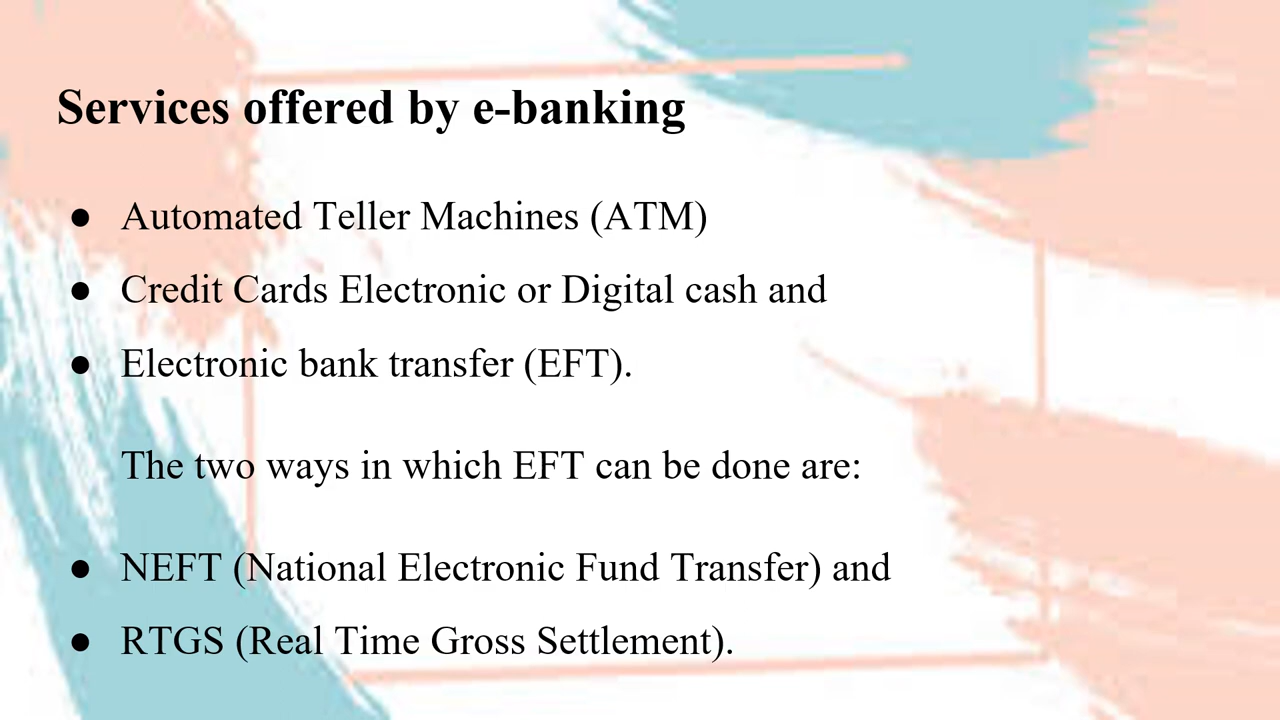 Services offered by e-banking
● Automated Teller Machines (ATM)
● Credit Cards Electronic or Digital cash and
● Electronic bank transfer (EFT).
The two ways in which EFT can be done are:
● NEFT (National Electronic Fund Transfer) and
● RTGS (Real Time Gross Settlement).